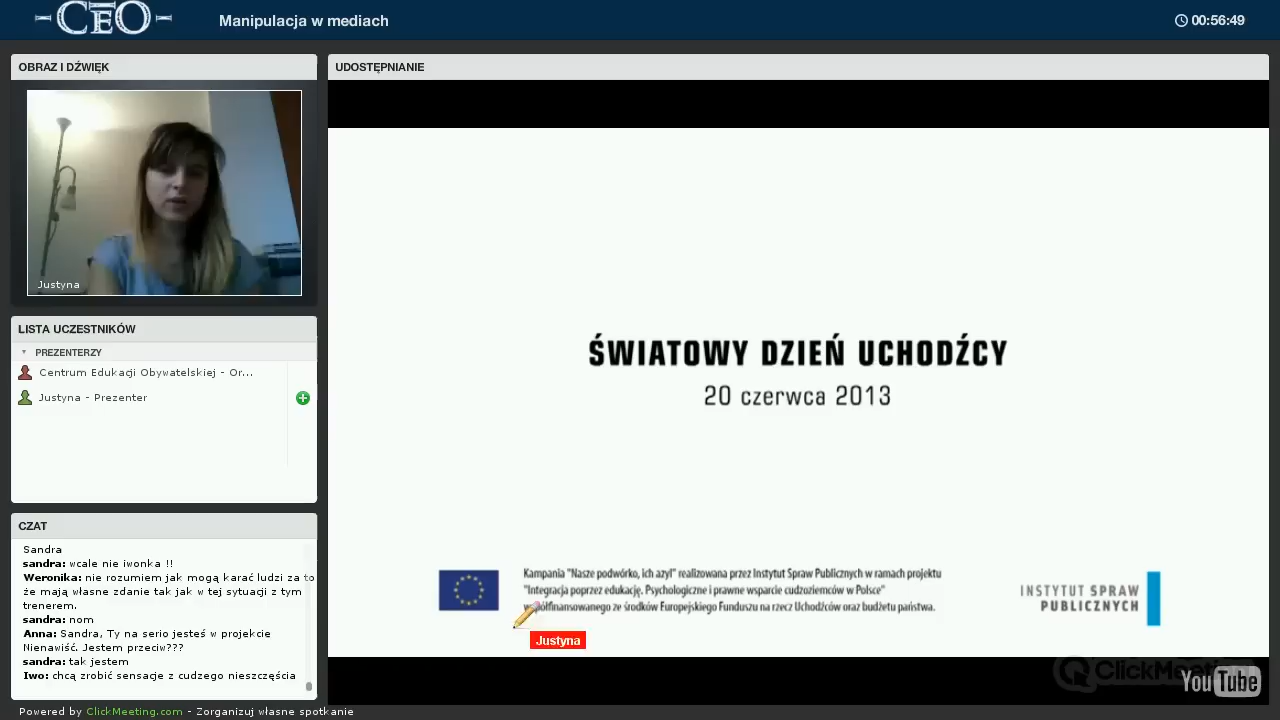 CEO
Manipulacja w mediach
00:56:49
OBRAZ I DŹWIĘK
Justyna
LISTA UCZESTNIKÓW
PREZENTERZY
Centrum Edukacji Obywatelskiej - Or...
Justyna - Prezenter
CZAT
Sandra
sandra: wcale nie iwonka !!
Weronika: nie rozumiem jak mogą karać ludzi za to
że mają własne zdanie tak jak w tej sytuacji z tym
trenerem.
sandra: nom
Anna: Sandra, Ty na serio jesteś w projekcie
Nienawiść. Jestem przeciw???
sandra: tak jestem
Iwo: chcą zrobić sensacje z cudzego nieszczęścia
Powered by ClickMeeting.com - Zorganizuj własne spotkanie
UDOSTĘPNIANIE
ŚWIATOWY DZIEŃ UCHODŹCY
20 czerwca 2013
Kampania "Nasze podwórko, ich azyl" realizowana przez Instytut Spraw Publicznych w ramach projektu
"Integracja poprzez edukację. Psychologiczne i prawne wsparcie cudzoziemców w Polsce"
współfinansowanego ze środków Europejskiego Funduszu na rzecz Uchodźców oraz budżetu państwa.
INSTYTUT SPRAW
PUBLICZNYCH
Justyna
ClickMeeting
YouTube